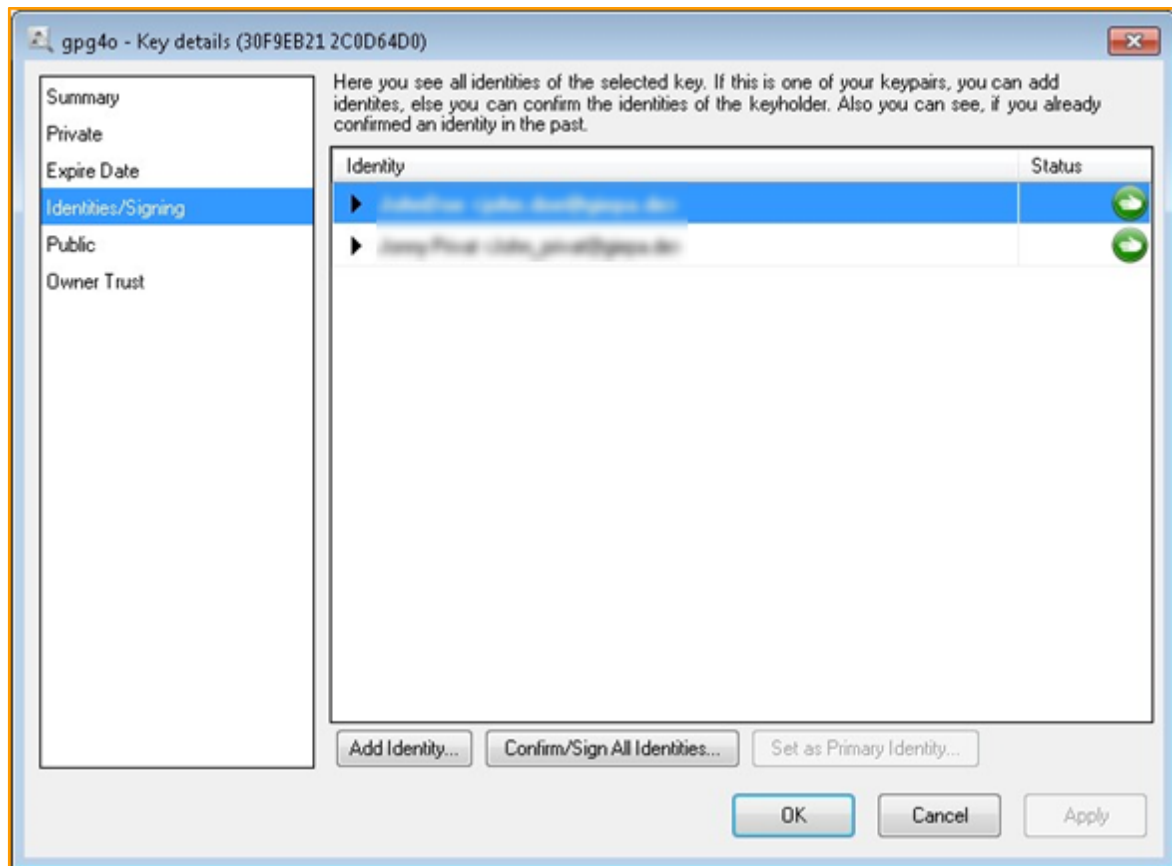 gpg4o - Key details (30F9EB21 2C0D64D0)
Summary
Private
Expire Date
Identities/Signing
Public
Owner Trust
Here you see all identities of the selected key. If this is one of your keypairs, you can add
identites, else you can confirm the identities of the keyholder. Also you can see, if you already
confirmed an identity in the past.
Identity Status
Add Identity... Confirm/Sign All Identities... Set as Primary Identity...
OK Cancel Apply